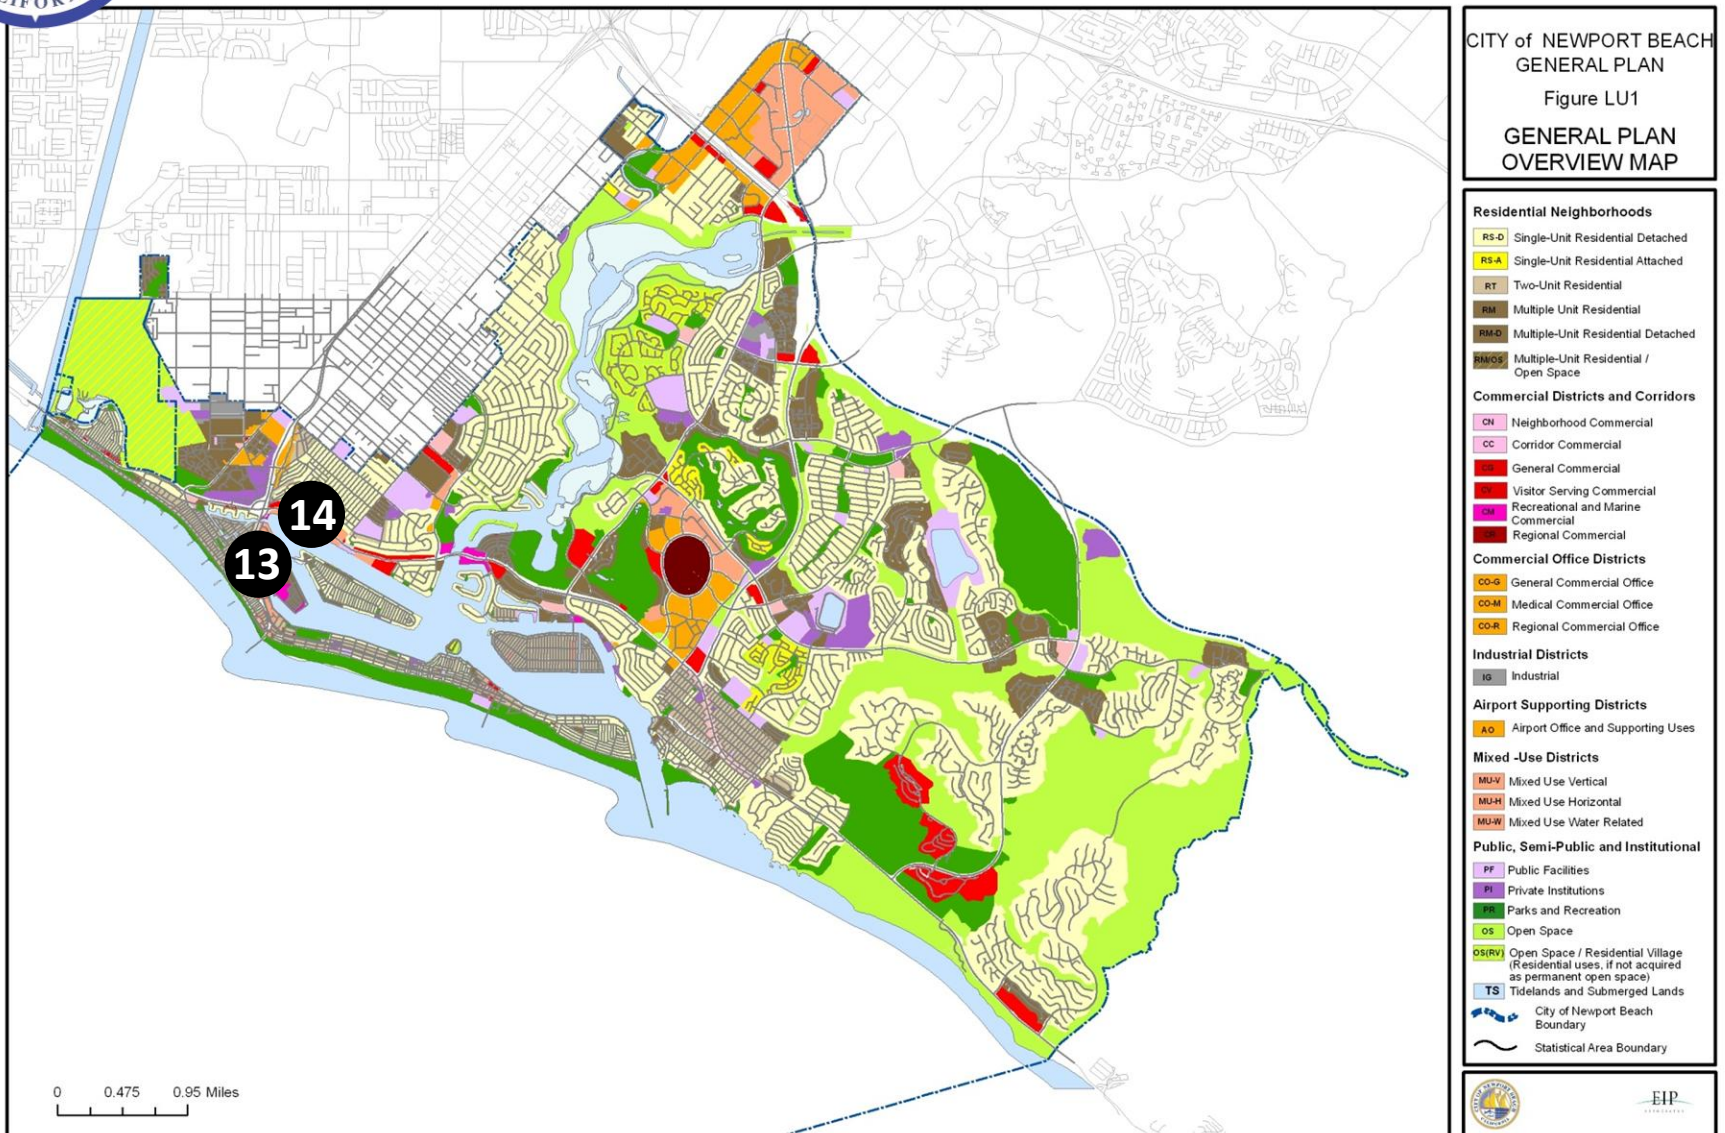 CITY of NEWPORT BEACH
GENERAL PLAN
Figure LU1
GENERAL PLAN
OVERVIEW MAP
Residential Neighborhoods
RS-D Single-Unit Residential Detached
RS-A Single-Unit Residential Attached
RT Two-Unit Residential
RM Multiple Unit Residential
RM-D Multiple-Unit Residential Detached
RM/OS Multiple-Unit Residential /
Open Space
Commercial Districts and Corridors
CN Neighborhood Commercial
CC Corridor Commercial
CG General Commercial
CV Visitor Serving Commercial
CM Recreational and Marine
Commercial
CR Regional Commercial
Commercial Office Districts
CO-G General Commercial Office
CO-M Medical Commercial Office
CO-R Regional Commercial Office
Industrial Districts
IG Industrial
Airport Supporting Districts
AO Airport Office and Supporting Uses
Mixed -Use Districts
MU-V Mixed Use Vertical
MU-H Mixed Use Horizontal
MU-W Mixed Use Water Related
Public, Semi-Public and Institutional
PF Public Facilities
PI Private Institutions
PR Parks and Recreation
OS Open Space
OS(RV) Open Space / Residential Village
(Residential uses, if not acquired
as permanent open space)
TS Tidelands and Submerged Lands
City of Newport Beach
Boundary
Statistical Area Boundary
14
13
0 0.475 0.95 Miles
EIP